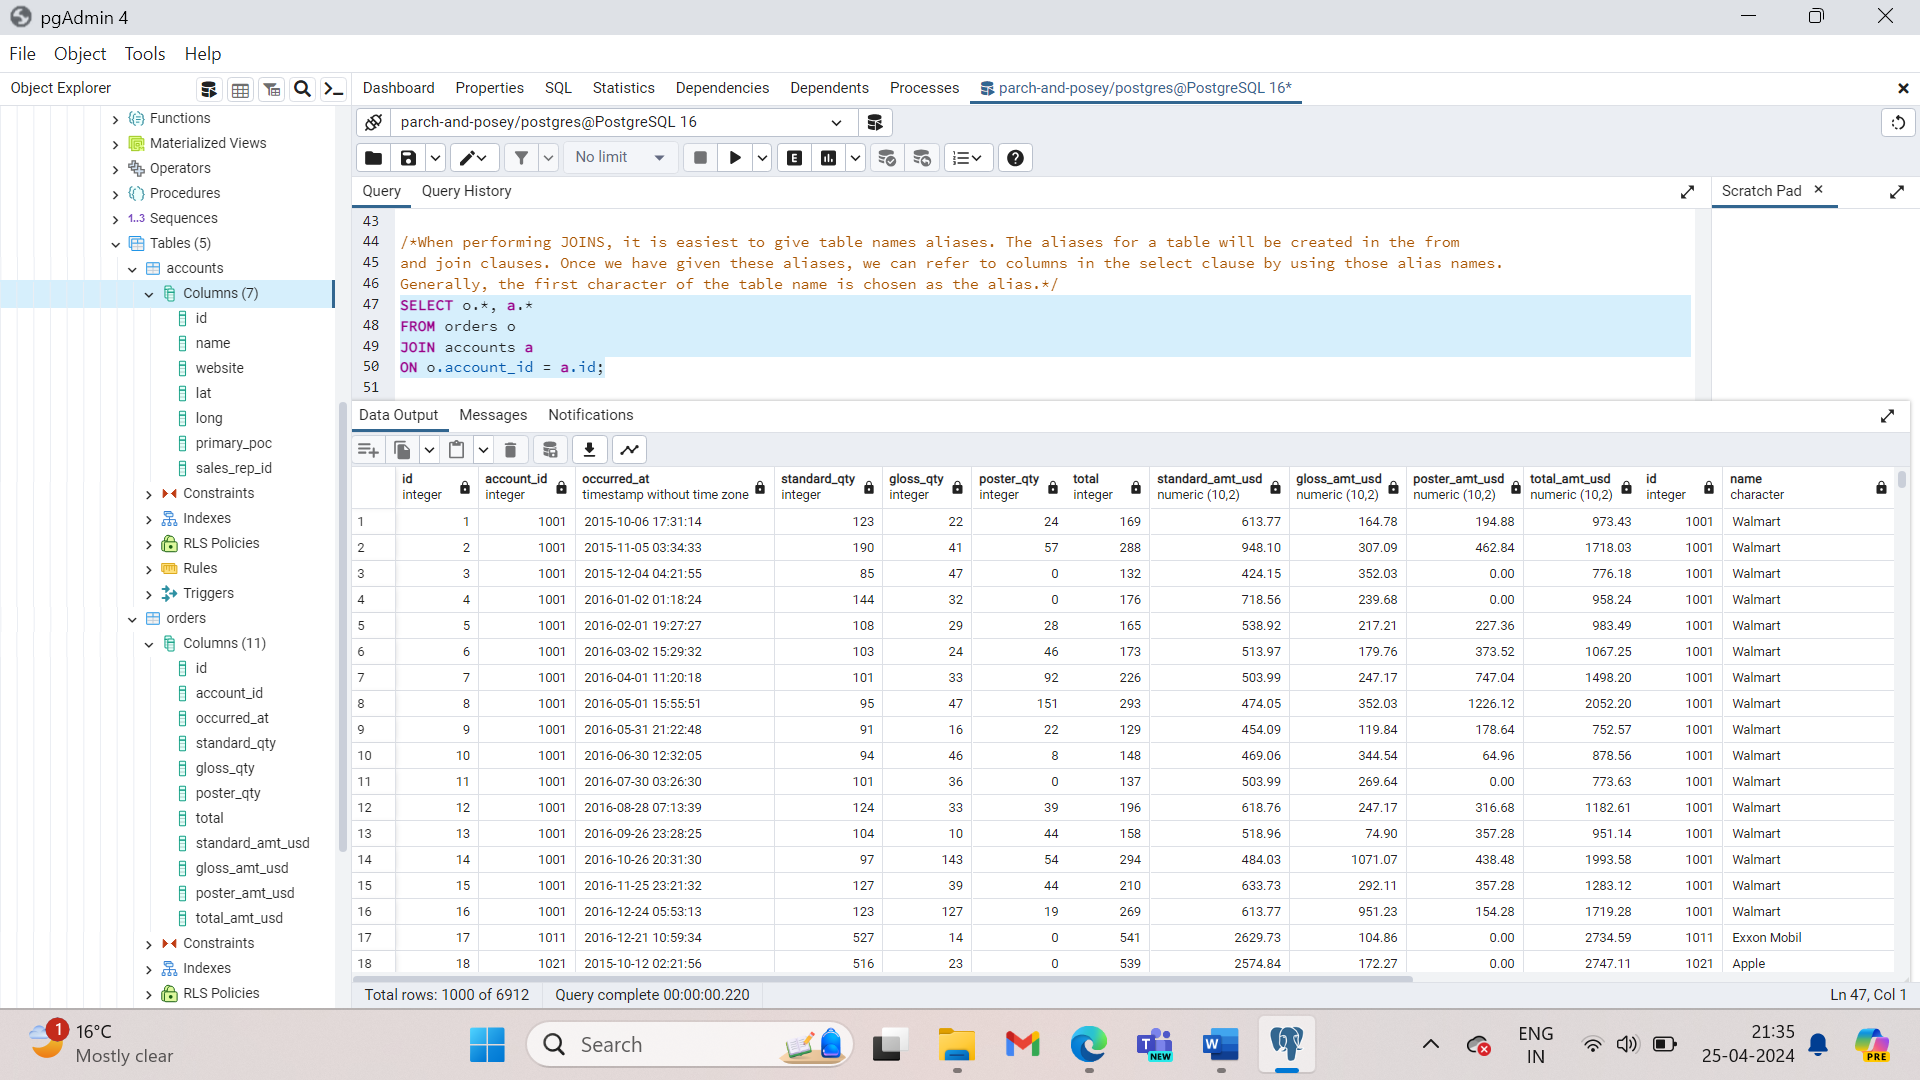 pgAdmin 4
File Object Tools Help
Object Explorer
Dashboard Properties SQL Statistics Dependencies Dependents Processes parch-and-posey/postgres@PostgreSQL 16*
Functions
Materialized Views
Operators
Procedures
1..3 Sequences
Tables (5)
accounts
Columns (7)
id
name
website
lat
long
primary_poc
sales_rep_id
Constraints
Indexes
RLS Policies
Rules
Triggers
orders
Columns (11)
id
account_id
occurred_at
standard_qty
gloss_qty
poster_qty
total
standard_amt_usd
gloss_amt_usd
poster_amt_usd
total_amt_usd
Constraints
Indexes
RLS Policies
parch-and-posey/postgres@PostgreSQL 16
No limit
E
Query Query History
Scratch Pad
43
44 /*When performing JOINS, it is easiest to give table names aliases. The aliases for a table will be created in the from
45 and join clauses. Once we have given these aliases, we can refer to columns in the select clause by using those alias names.
46 Generally, the first character of the table name is chosen as the alias.*/
47 SELECT o.*, a.*
48 FROM orders o
49 JOIN accounts a
50 ON o.account_id = a.id;
51
Data Output Messages Notifications
id account_id occurred_at standard_qty gloss_qty poster_qty total standard_amt_usd gloss_amt_usd poster_amt_usd total_amt_usd id name
integer integer timestamp without time zone integer integer integer integer numeric (10,2) numeric (10,2) numeric (10,2) numeric (10,2) integer character
1 1 1001 2015-10-06 17:31:14 123 22 24 169 613.77 164.78 194.88 973.43 1001 Walmart
2 2 1001 2015-11-05 03:34:33 190 41 57 288 948.10 307.09 462.84 1718.03 1001 Walmart
3 3 1001 2015-12-04 04:21:55 85 47 0 132 424.15 352.03 0.00 776.18 1001 Walmart
4 4 1001 2016-01-02 01:18:24 144 32 0 176 718.56 239.68 0.00 958.24 1001 Walmart
5 5 1001 2016-02-01 19:27:27 108 29 28 165 538.92 217.21 227.36 983.49 1001 Walmart
6 6 1001 2016-03-02 15:29:32 103 24 46 173 513.97 179.76 373.52 1067.25 1001 Walmart
7 7 1001 2016-04-01 11:20:18 101 33 92 226 503.99 247.17 747.04 1498.20 1001 Walmart
8 8 1001 2016-05-01 15:55:51 95 47 151 293 474.05 352.03 1226.12 2052.20 1001 Walmart
9 9 1001 2016-05-31 21:22:48 91 16 22 129 454.09 119.84 178.64 752.57 1001 Walmart
10 10 1001 2016-06-30 12:32:05 94 46 8 148 469.06 344.54 64.96 878.56 1001 Walmart
11 11 1001 2016-07-30 03:26:30 101 36 0 137 503.99 269.64 0.00 773.63 1001 Walmart
12 12 1001 2016-08-28 07:13:39 124 33 39 196 618.76 247.17 316.68 1182.61 1001 Walmart
13 13 1001 2016-09-26 23:28:25 104 10 44 158 518.96 74.90 357.28 951.14 1001 Walmart
14 14 1001 2016-10-26 20:31:30 97 143 54 294 484.03 1071.07 438.48 1993.58 1001 Walmart
15 15 1001 2016-11-25 23:21:32 127 39 44 210 633.73 292.11 357.28 1283.12 1001 Walmart
16 16 1001 2016-12-24 05:53:13 123 127 19 269 613.77 951.23 154.28 1719.28 1001 Walmart
17 17 1011 2016-12-21 10:59:34 527 14 0 541 2629.73 104.86 0.00 2734.59 1011 Exxon Mobil
18 18 1021 2015-10-12 02:21:56 516 23 0 539 2574.84 172.27 0.00 2747.11 1021 Apple
Total rows: 1000 of 6912 Query complete 00:00:00.220 Ln 47, Col 1
1
16°C
Mostly clear
Search
T
NEW
W
ENG
IN
21:35
25-04-2024
PRE